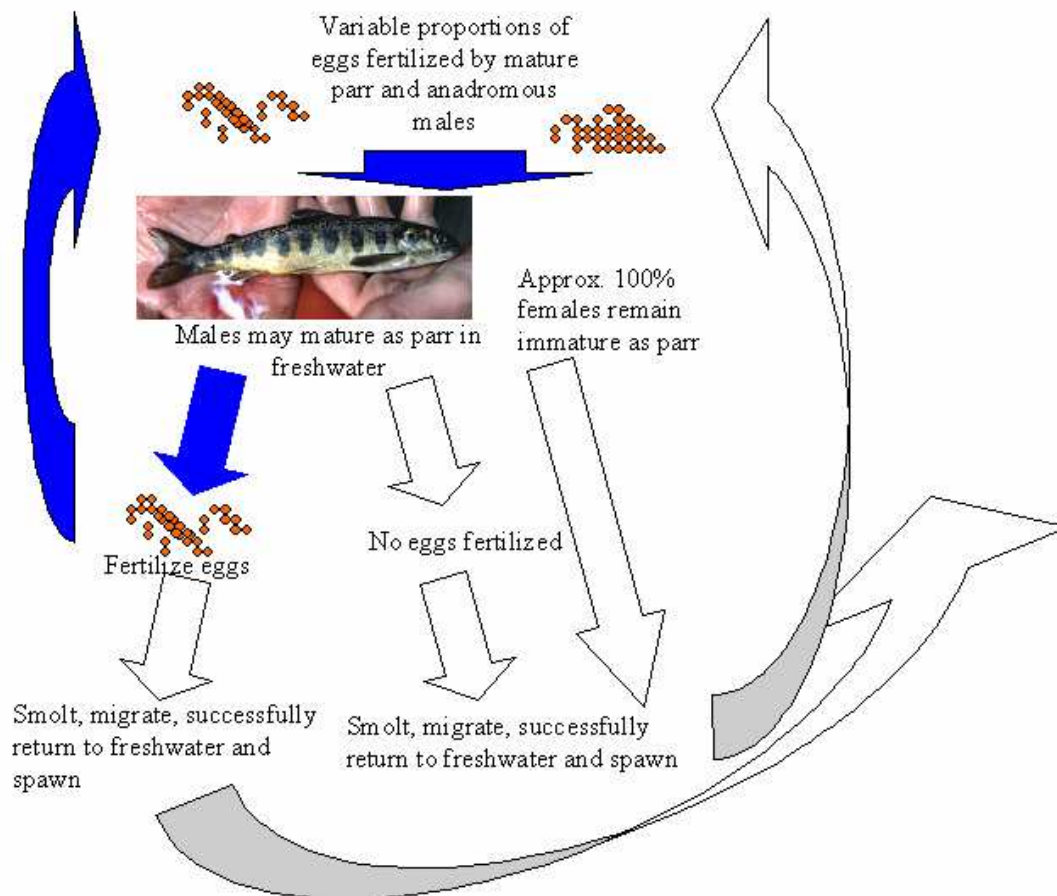 Variable proportions of
eggs fertilized by mature
parr and anadromous
males
Approx. 100%
females remain
immature as parr
Males may mature as parr in
freshwater
No eggs fertilized
Fertilize eggs
Smolt, migrate, successfully
return to freshwater and
spawn
Smolt, migrate, successfully
return to freshwater and spawn